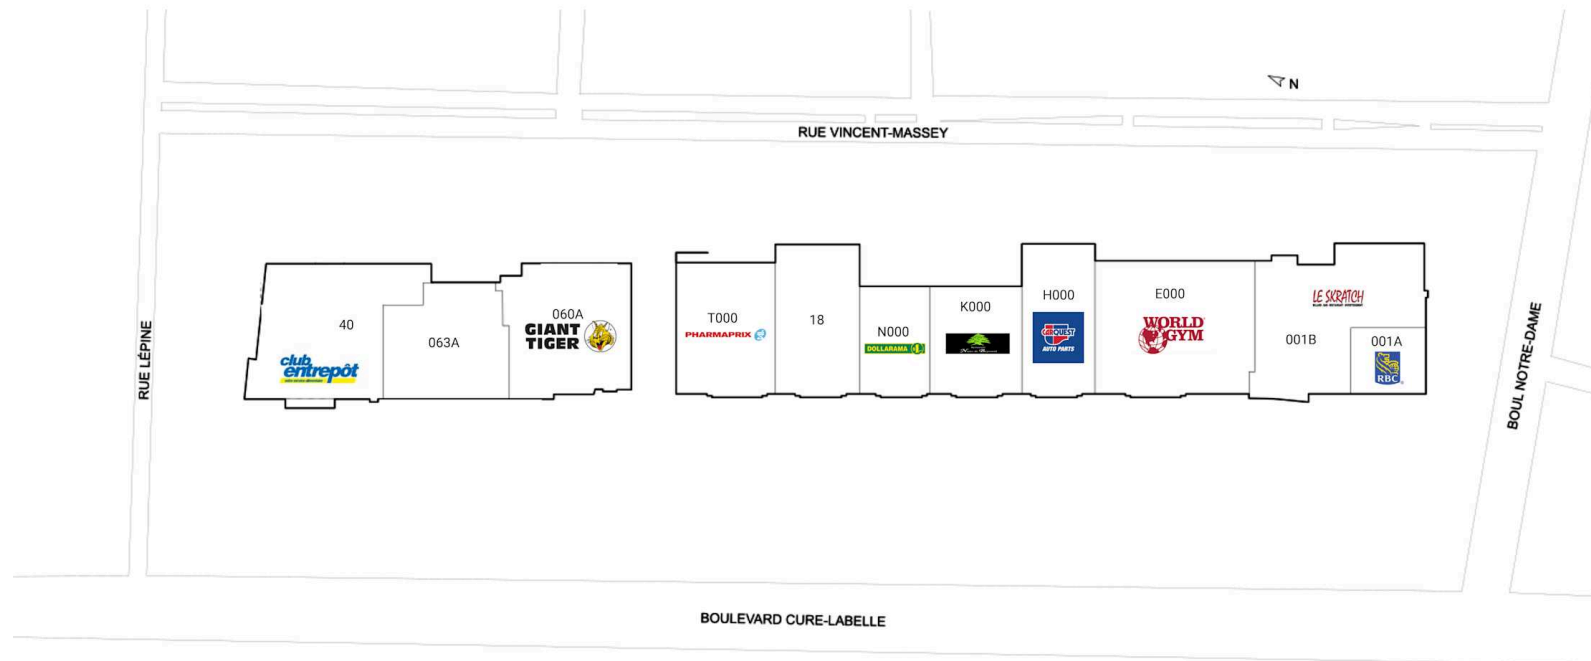 N
RUE VINCENT-MASSEY
RUE LÉPINE
40
club
entrepôt
063A
060A
GIANT
TIGER
T000
PHARMAPRIX
18
N000
DOLLARAMA
K000
H000
CARQUEST
AUTO PARTS
E000
WORLD
GYM
LE SKRATCH
001B
001A
RBC
BOUL NOTRE-DAME
BOULEVARD CURE-LABELLE